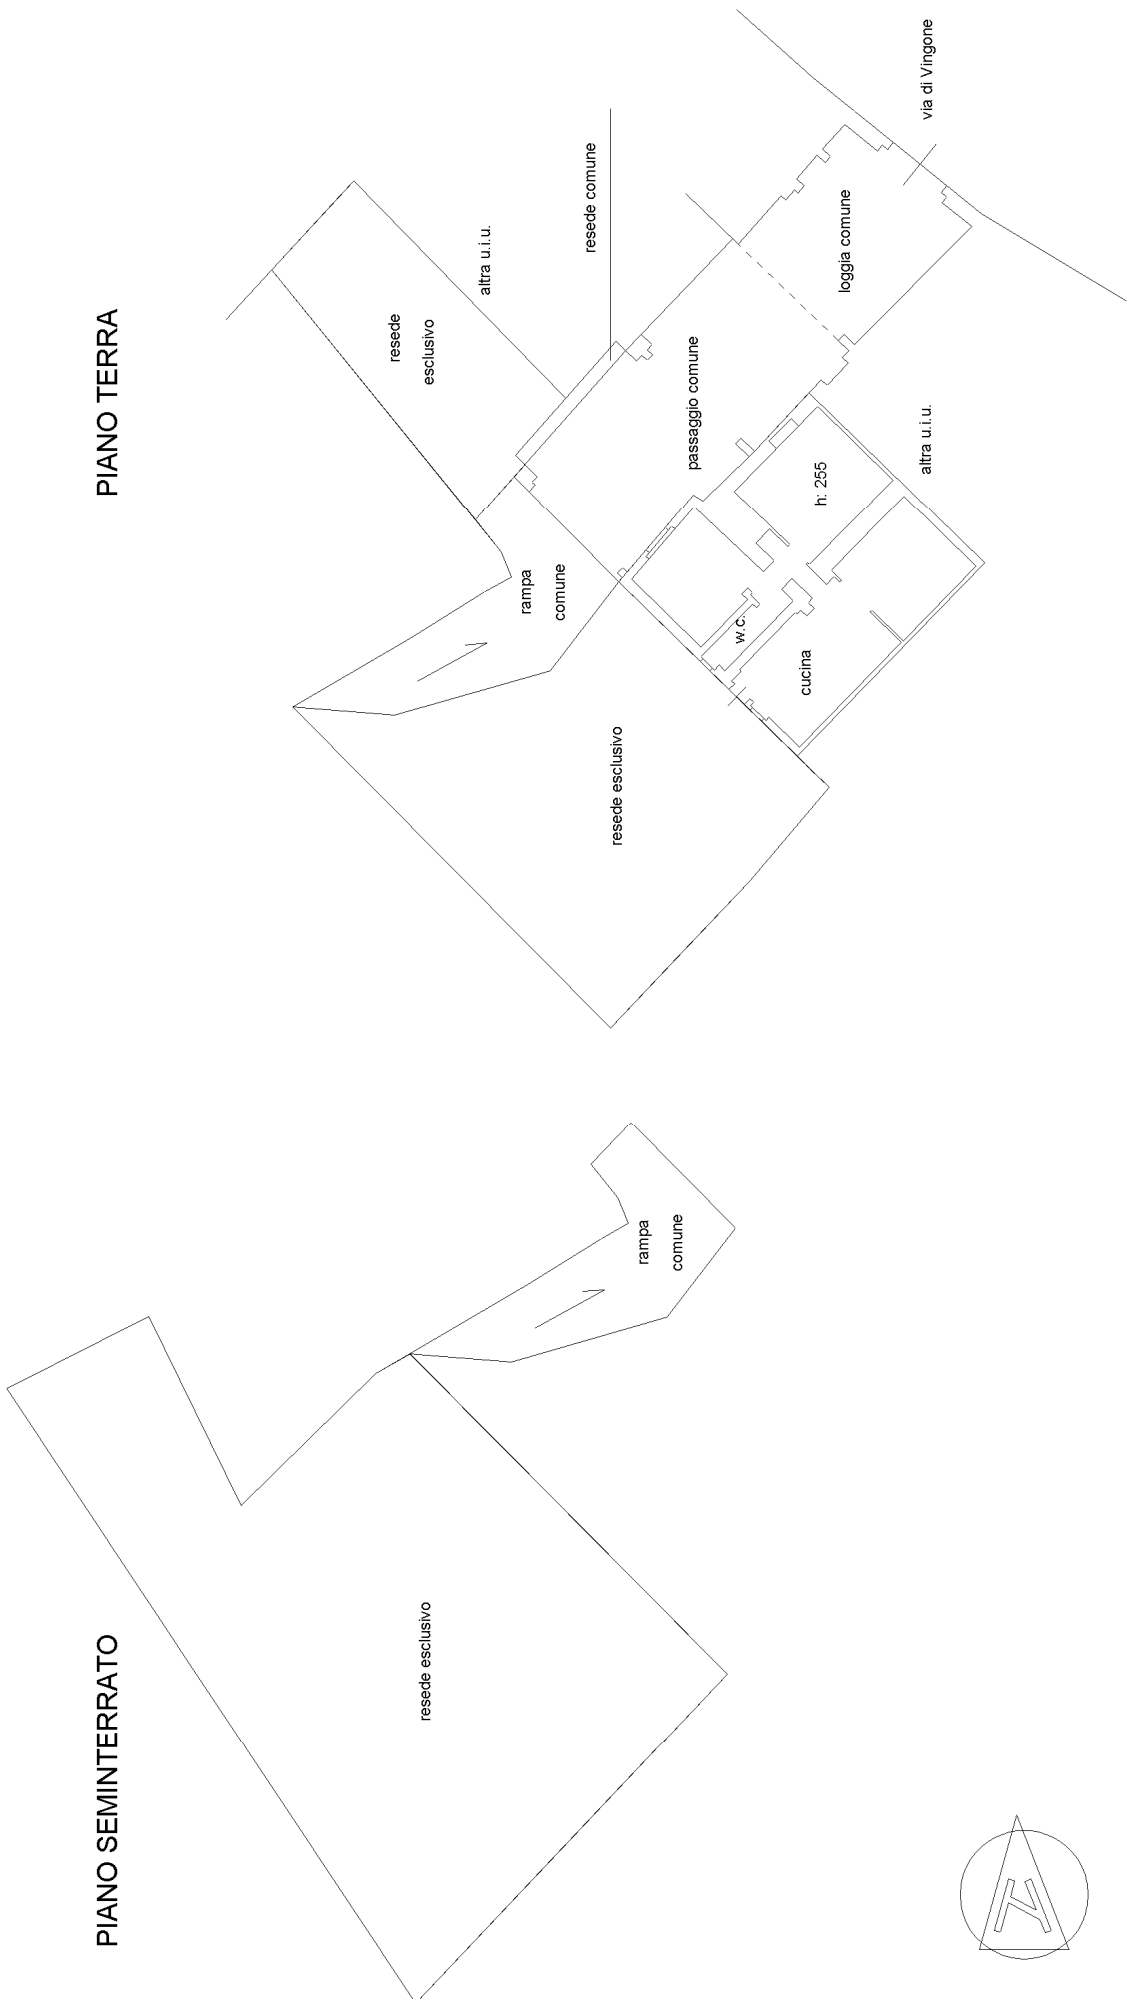 PIANO SEMINTERRATO
resede esclusivo
rampa
comune
PIANO TERRA
resede
esclusivo
altra u.i.u.
resede comune
via di Vingone
loggia comune
passaggio comune
rampa
comune
h: 255
altra u.i.u.
w.c.
cucina
resede esclusivo
N